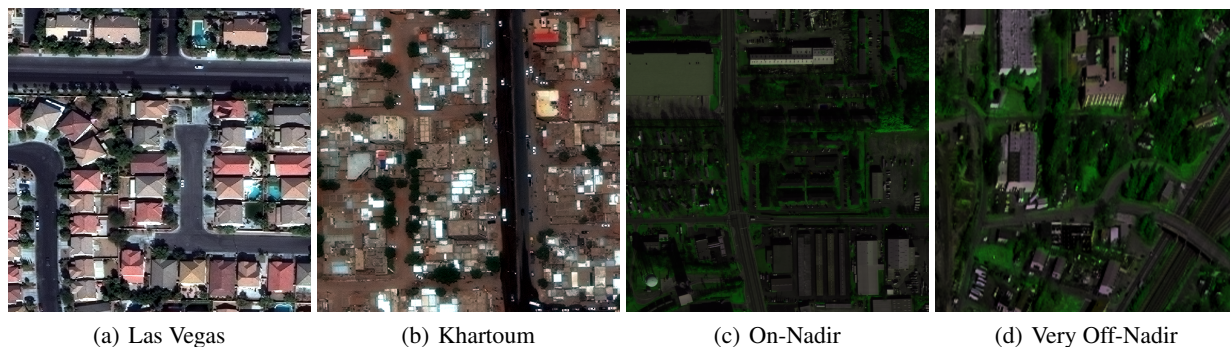 (a) Las Vegas
(b) Khartoum
(c) On-Nadir
(d) Very Off-Nadir